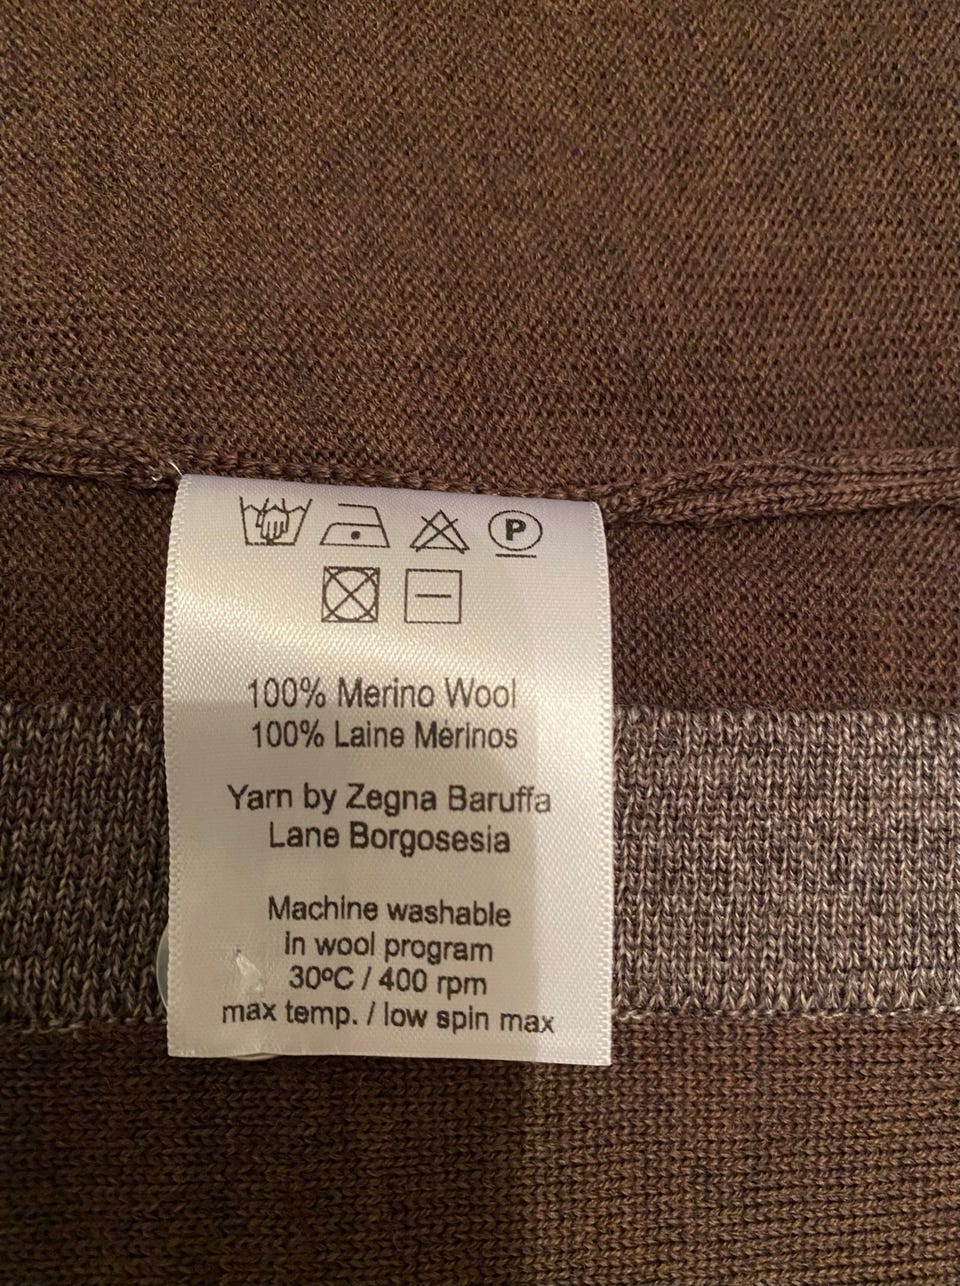 P
100% Merino Wool
100% Laine Mérinos
Yarn by Zegna Baruffa
Lane Borgosesia
Machine washable
in wool program
30ºC / 400 rpm
max temp. / low spin max